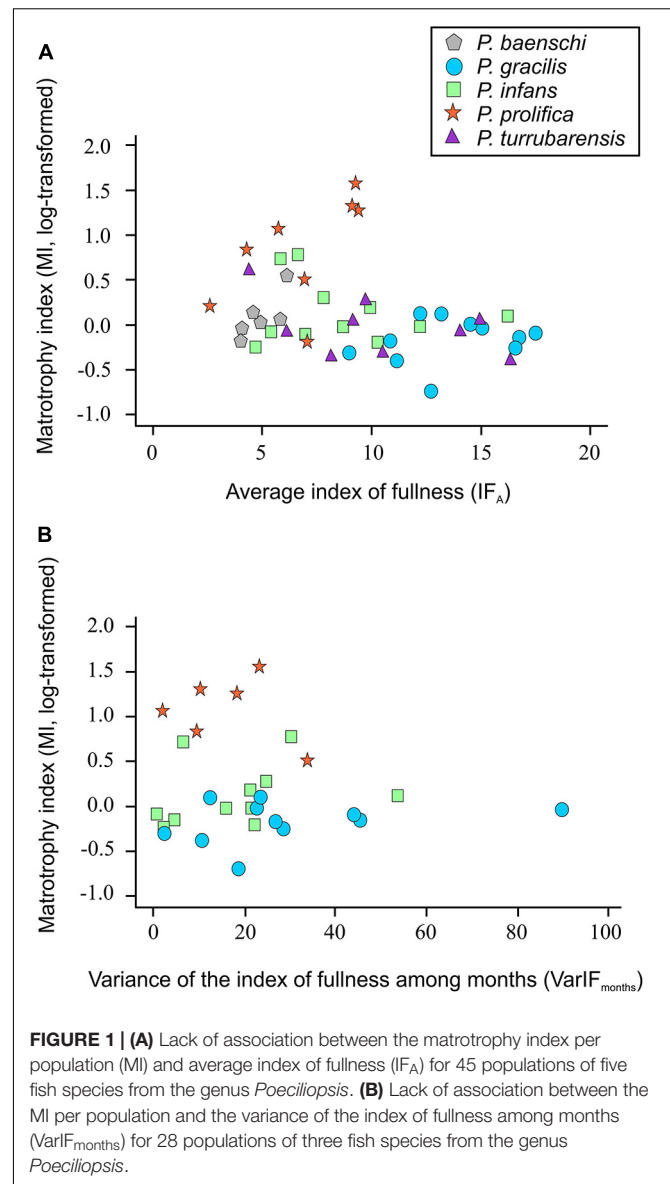 A
P. baenschi
P. gracilis
P. infans
P. prolifica
P. turrubarensis
Matrotrophy index (MI, log-transformed)
2.0
1.5
1.0
0.5
0.0
-0.5
-1.0
0 5 10 15 20
Average index of fullness (IFA)
B
Matrotrophy index (MI, log-transformed)
2.0
1.5
1.0
0.5
0.0
-0.5
-1.0
0 20 40 60 80 100
Variance of the index of fullness among months (VarIFmonths)
FIGURE 1 | (A) Lack of association between the matrotrophy index per
population (MI) and average index of fullness (IFA) for 45 populations of five
fish species from the genus Poeciliopsis. (B) Lack of association between the
MI per population and the variance of the index of fullness among months
(VarIFmonths) for 28 populations of three fish species from the genus
Poeciliopsis.